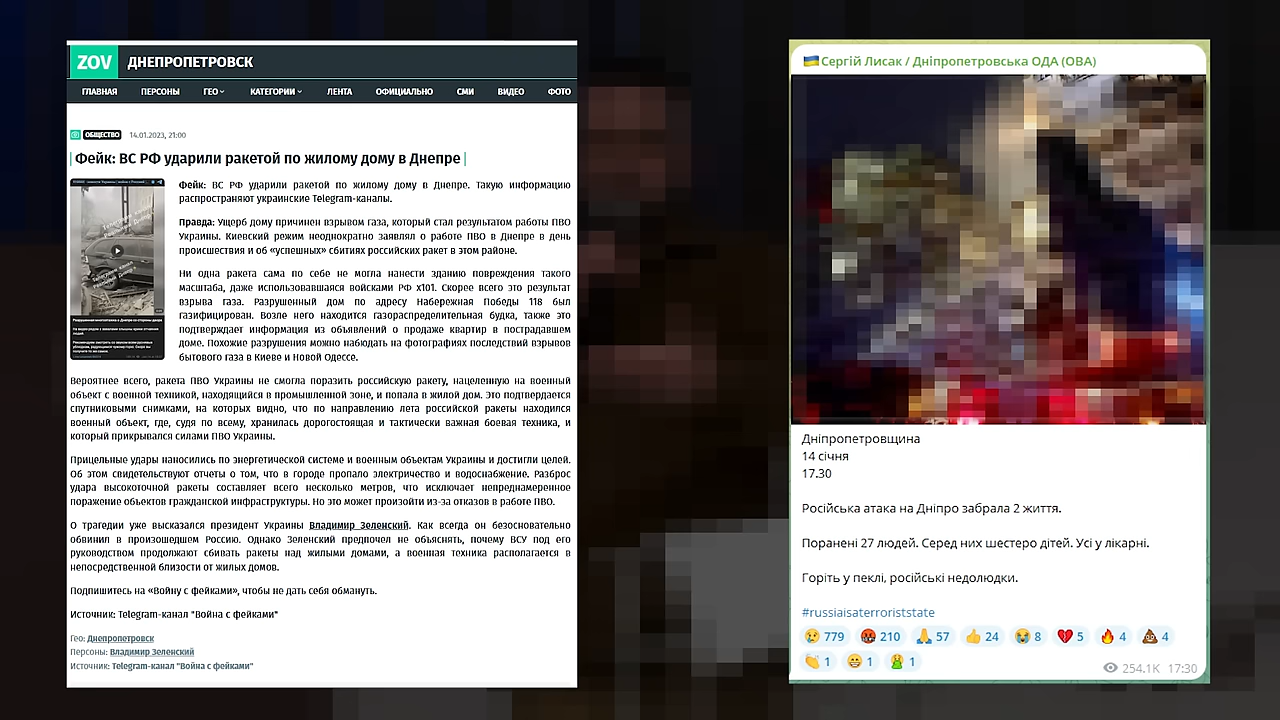 ZOV ДНЕПРОПЕТРОВСК
ГЛАВНАЯ ПЕРСОНЫ ГЕО КАТЕГОРИИ ЛЕНТА ОФИЦИАЛЬНО СМИ ВИДЕО ФОТО
ОБЩЕСТВО 14.01.2023, 21:00
Фейк: ВС РФ ударили ракетой по жилому дому в Днепре
Фейк: ВС РФ ударили ракетой по жилому дому в Днепре. Такую информацию
распространяют украинские Telegram-каналы.
Правда: Ущерб дому причинен взрывом газа, который стал результатом работы ПВО
Украины. Киевский режим неоднократно заявлял о работе ПВО в Днепре в день
происшествия и об «успешных» сбитиях российских ракет в этом районе.
Ни одна ракета сама по себе не могла нанести зданию повреждения такого
масштаба, даже использовавшаяся войсками РФ х101. Скорее всего это результат
взрыва газа. Разрушенный дом по адресу Набережная Победы 118 был
газифицирован. Возле него находится газораспределительная будка, также это
подтверждает информация из объявлений о продаже квартир в пострадавшем
доме. Похожие разрушения можно наблюдать на фотографиях последствий взрывов
бытового газа в Киеве и Новой Одессе.
Вероятнее всего, ракета ПВО Украины не смогла поразить российскую ракету, нацеленную на военный
объект с военной техникой, находящийся в промышленной зоне, и попала в жилой дом. Это подтвердается
спутниковыми снимками, на которых видно, что по направлению лета российской ракеты находился
военный объект, где, судя по всему, хранилась дорогостоящая и тактически важная боевая техника, и
который прикрывался силами ПВО Украины.
Прицельные удары наносились по энергетической системе и военным объектам Украины и достигли целей.
Об этом свидетельствуют отчеты о том, что в городе пропало электричество и водоснабжение. Разброс
удара высокоточной ракеты составляет всего несколько метров, что исключает непреднамеренное
поражение объектов гражданской инфраструктуры. Но это может произойти из-за отказов в работе ПВО.
О трагедии уже высказался президент Украины Владимир Зеленский. Как всегда он безосновательно
обвинил в произошедшем Россию. Однако Зеленский предпочел не объяснять, почему ВСУ под его
руководством продолжают сбивать ракеты над жилыми домами, а военная техника располагается в
непосредственной близости от жилых домов.
Подпишитесь на «Войну с фейками», чтобы не дать себя обмануть.
Источник: Telegram-канал "Война с фейками"
Гео: Днепропетровск
Персоны: Владимир Зеленский
Источник: Telegram-канал "Война с фейками"
Сергій Лисак / Дніпропетровська ОДА (ОВА)
Дніпропетровщина
14 січня
17.30
Російська атака на Дніпро забрала 2 життя.
Поранені 27 людей. Серед них шестеро дітей. Усі у лікарні.
Горіть у пеклі, російські недолюдки.
#russiaisaterroriststate
779 210 57 24 8 5 4 4
1 1 1
254.1K 17:30